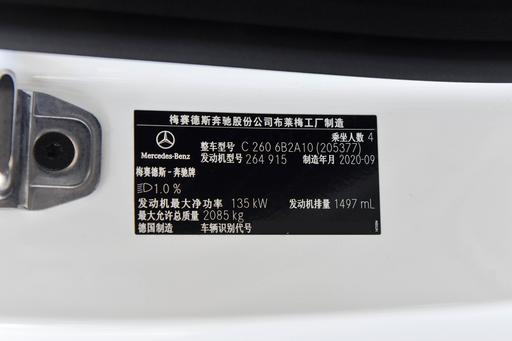 梅赛德斯奔驰股份公司布莱梅工厂制造
乘坐人数 4
整车型号 C 260 6B2A10 (205377)
发动机型号 264 915 制造年月 2020-09
Mercedes-Benz
梅赛德斯-奔驰牌
1.0 %
发动机最大净功率 135 kW 发动机排量 1497 mL
最大允许总质量 2085 kg
德国制造 车辆识别代号